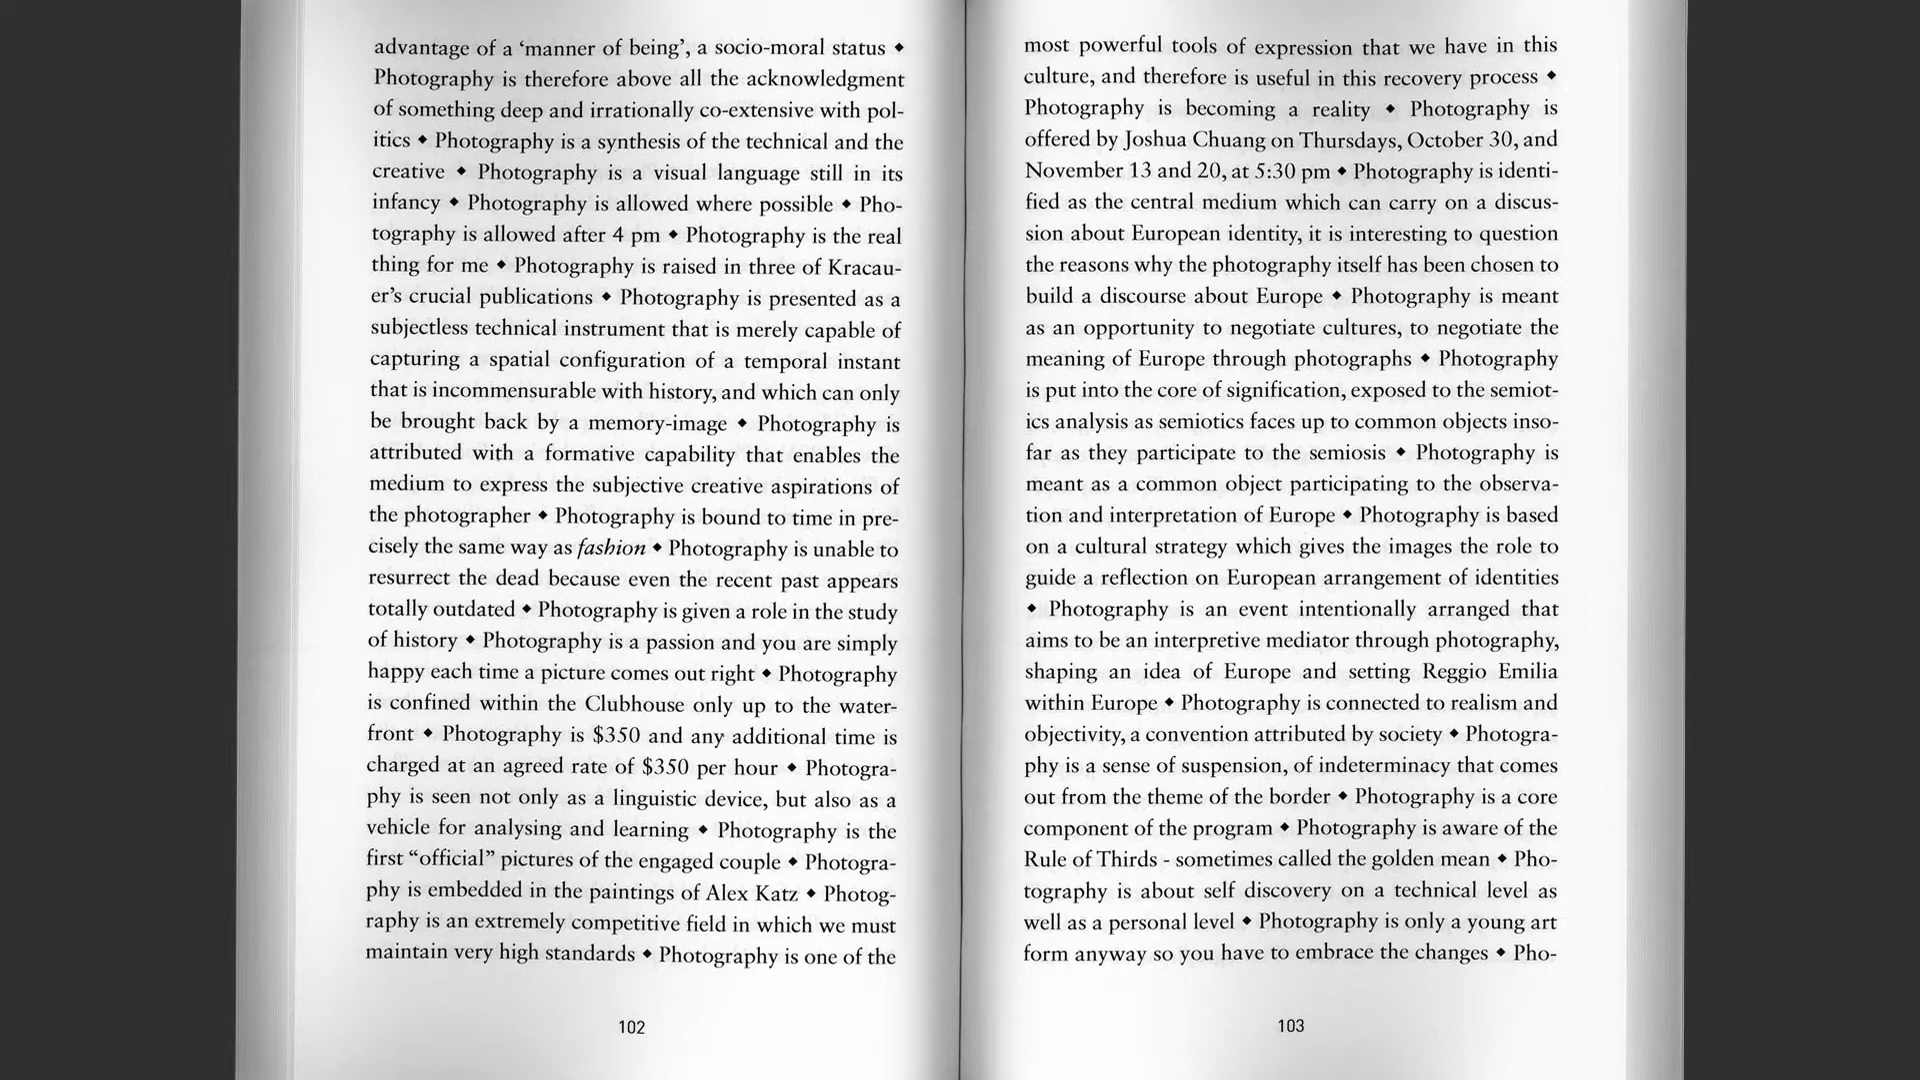 advantage of a ‘manner of being’, a socio-moral status ◆
Photography is therefore above all the acknowledgment
of something deep and irrationally co-extensive with pol-
itics ◆ Photography is a synthesis of the technical and the
creative ◆ Photography is a visual language still in its
infancy ◆ Photography is allowed where possible ◆ Pho-
tography is allowed after 4 pm ◆ Photography is the real
thing for me ◆ Photography is raised in three of Kracau-
er’s crucial publications ◆ Photography is presented as a
subjectless technical instrument that is merely capable of
capturing a spatial configuration of a temporal instant
that is incommensurable with history, and which can only
be brought back by a memory-image ◆ Photography is
attributed with a formative capability that enables the
medium to express the subjective creative aspirations of
the photographer ◆ Photography is bound to time in pre-
cisely the same way as fashion ◆ Photography is unable to
resurrect the dead because even the recent past appears
totally outdated ◆ Photography is given a role in the study
of history ◆ Photography is a passion and you are simply
happy each time a picture comes out right ◆ Photography
is confined within the Clubhouse only up to the water-
front ◆ Photography is $350 and any additional time is
charged at an agreed rate of $350 per hour ◆ Photogra-
phy is seen not only as a linguistic device, but also as a
vehicle for analysing and learning ◆ Photography is the
first “official” pictures of the engaged couple ◆ Photogra-
phy is embedded in the paintings of Alex Katz ◆ Photog-
raphy is an extremely competitive field in which we must
maintain very high standards ◆ Photography is one of the
102
most powerful tools of expression that we have in this
culture, and therefore is useful in this recovery process ◆
Photography is becoming a reality ◆ Photography is
offered by Joshua Chuang on Thursdays, October 30, and
November 13 and 20, at 5:30 pm ◆ Photography is identi-
fied as the central medium which can carry on a discus-
sion about European identity, it is interesting to question
the reasons why the photography itself has been chosen to
build a discourse about Europe ◆ Photography is meant
as an opportunity to negotiate cultures, to negotiate the
meaning of Europe through photographs ◆ Photography
is put into the core of signification, exposed to the semiot-
ics analysis as semiotics faces up to common objects inso-
far as they participate to the semiosis ◆ Photography is
meant as a common object participating to the observa-
tion and interpretation of Europe ◆ Photography is based
on a cultural strategy which gives the images the role to
guide a reflection on European arrangement of identities
◆ Photography is an event intentionally arranged that
aims to be an interpretive mediator through photography,
shaping an idea of Europe and setting Reggio Emilia
within Europe ◆ Photography is connected to realism and
objectivity, a convention attributed by society ◆ Photogra-
phy is a sense of suspension, of indeterminacy that comes
out from the theme of the border ◆ Photography is a core
component of the program ◆ Photography is aware of the
Rule of Thirds - sometimes called the golden mean ◆ Pho-
tography is about self discovery on a technical level as
well as a personal level ◆ Photography is only a young art
form anyway so you have to embrace the changes ◆ Pho-
103